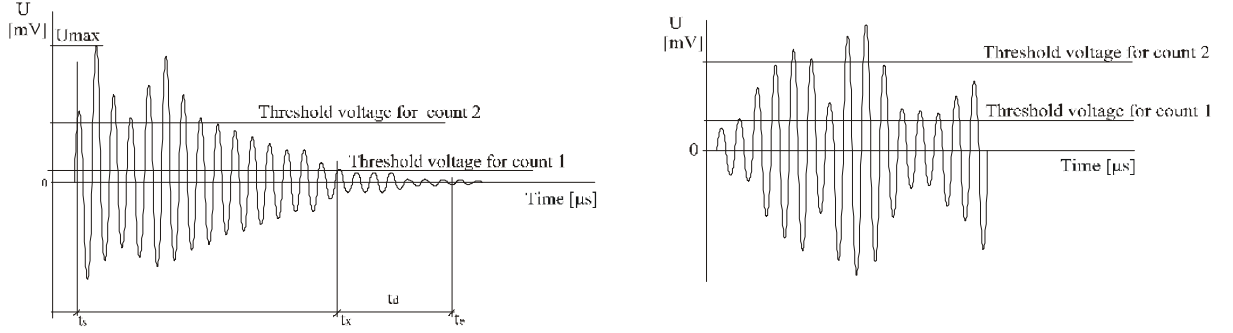 U
[mV]
Umax
Threshold voltage for count 2
Threshold voltage for count 1
0
Time [µs]
td
ts
tx
te
U
[mV]
Threshold voltage for count 2
Threshold voltage for count 1
0
Time [µs]